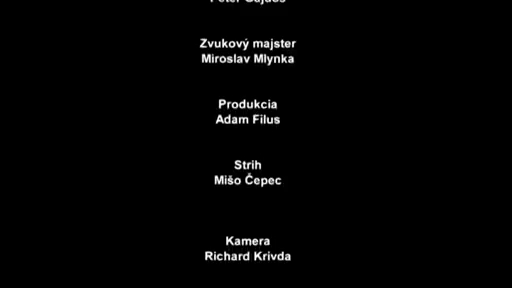 Zvukový majster
Miroslav Mlynka
Produkcia
Adam Filus
Strih
Mišo Čepec
Kamera
Richard Krivda